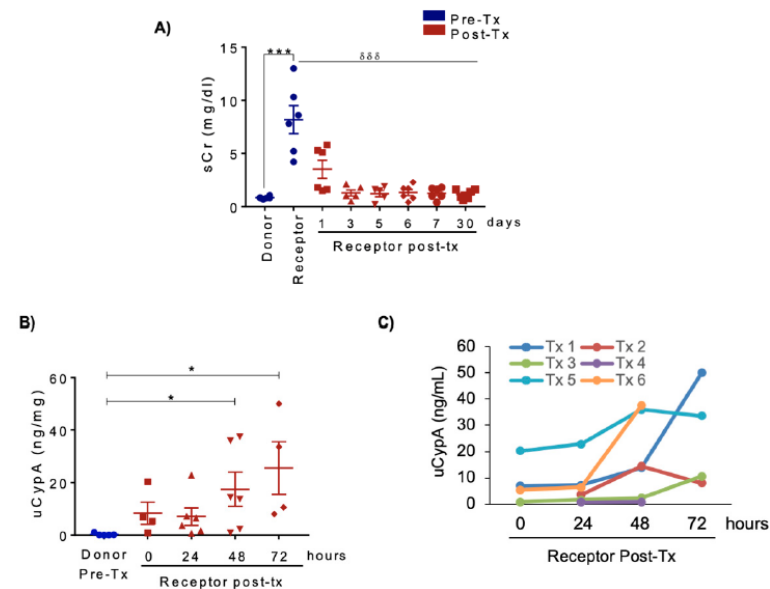 Pre-Tx
Post-Tx
A)
***
δδδ
sCr (mg/dl)
15
10
5
0
Donor
Receptor
1 3 5 6 7 30 days
Receptor post-tx
B)
uCypA (ng/mg)
60
40
20
0
*
*
Donor 0 24 48 72 hours
Pre-Tx Receptor post-tx
C)
uCypA (ng/mL)
60
50
40
30
20
10
0
Tx 1 Tx 2
Tx 3 Tx 4
Tx 5 Tx 6
0 24 48 72 hours
Receptor Post-Tx